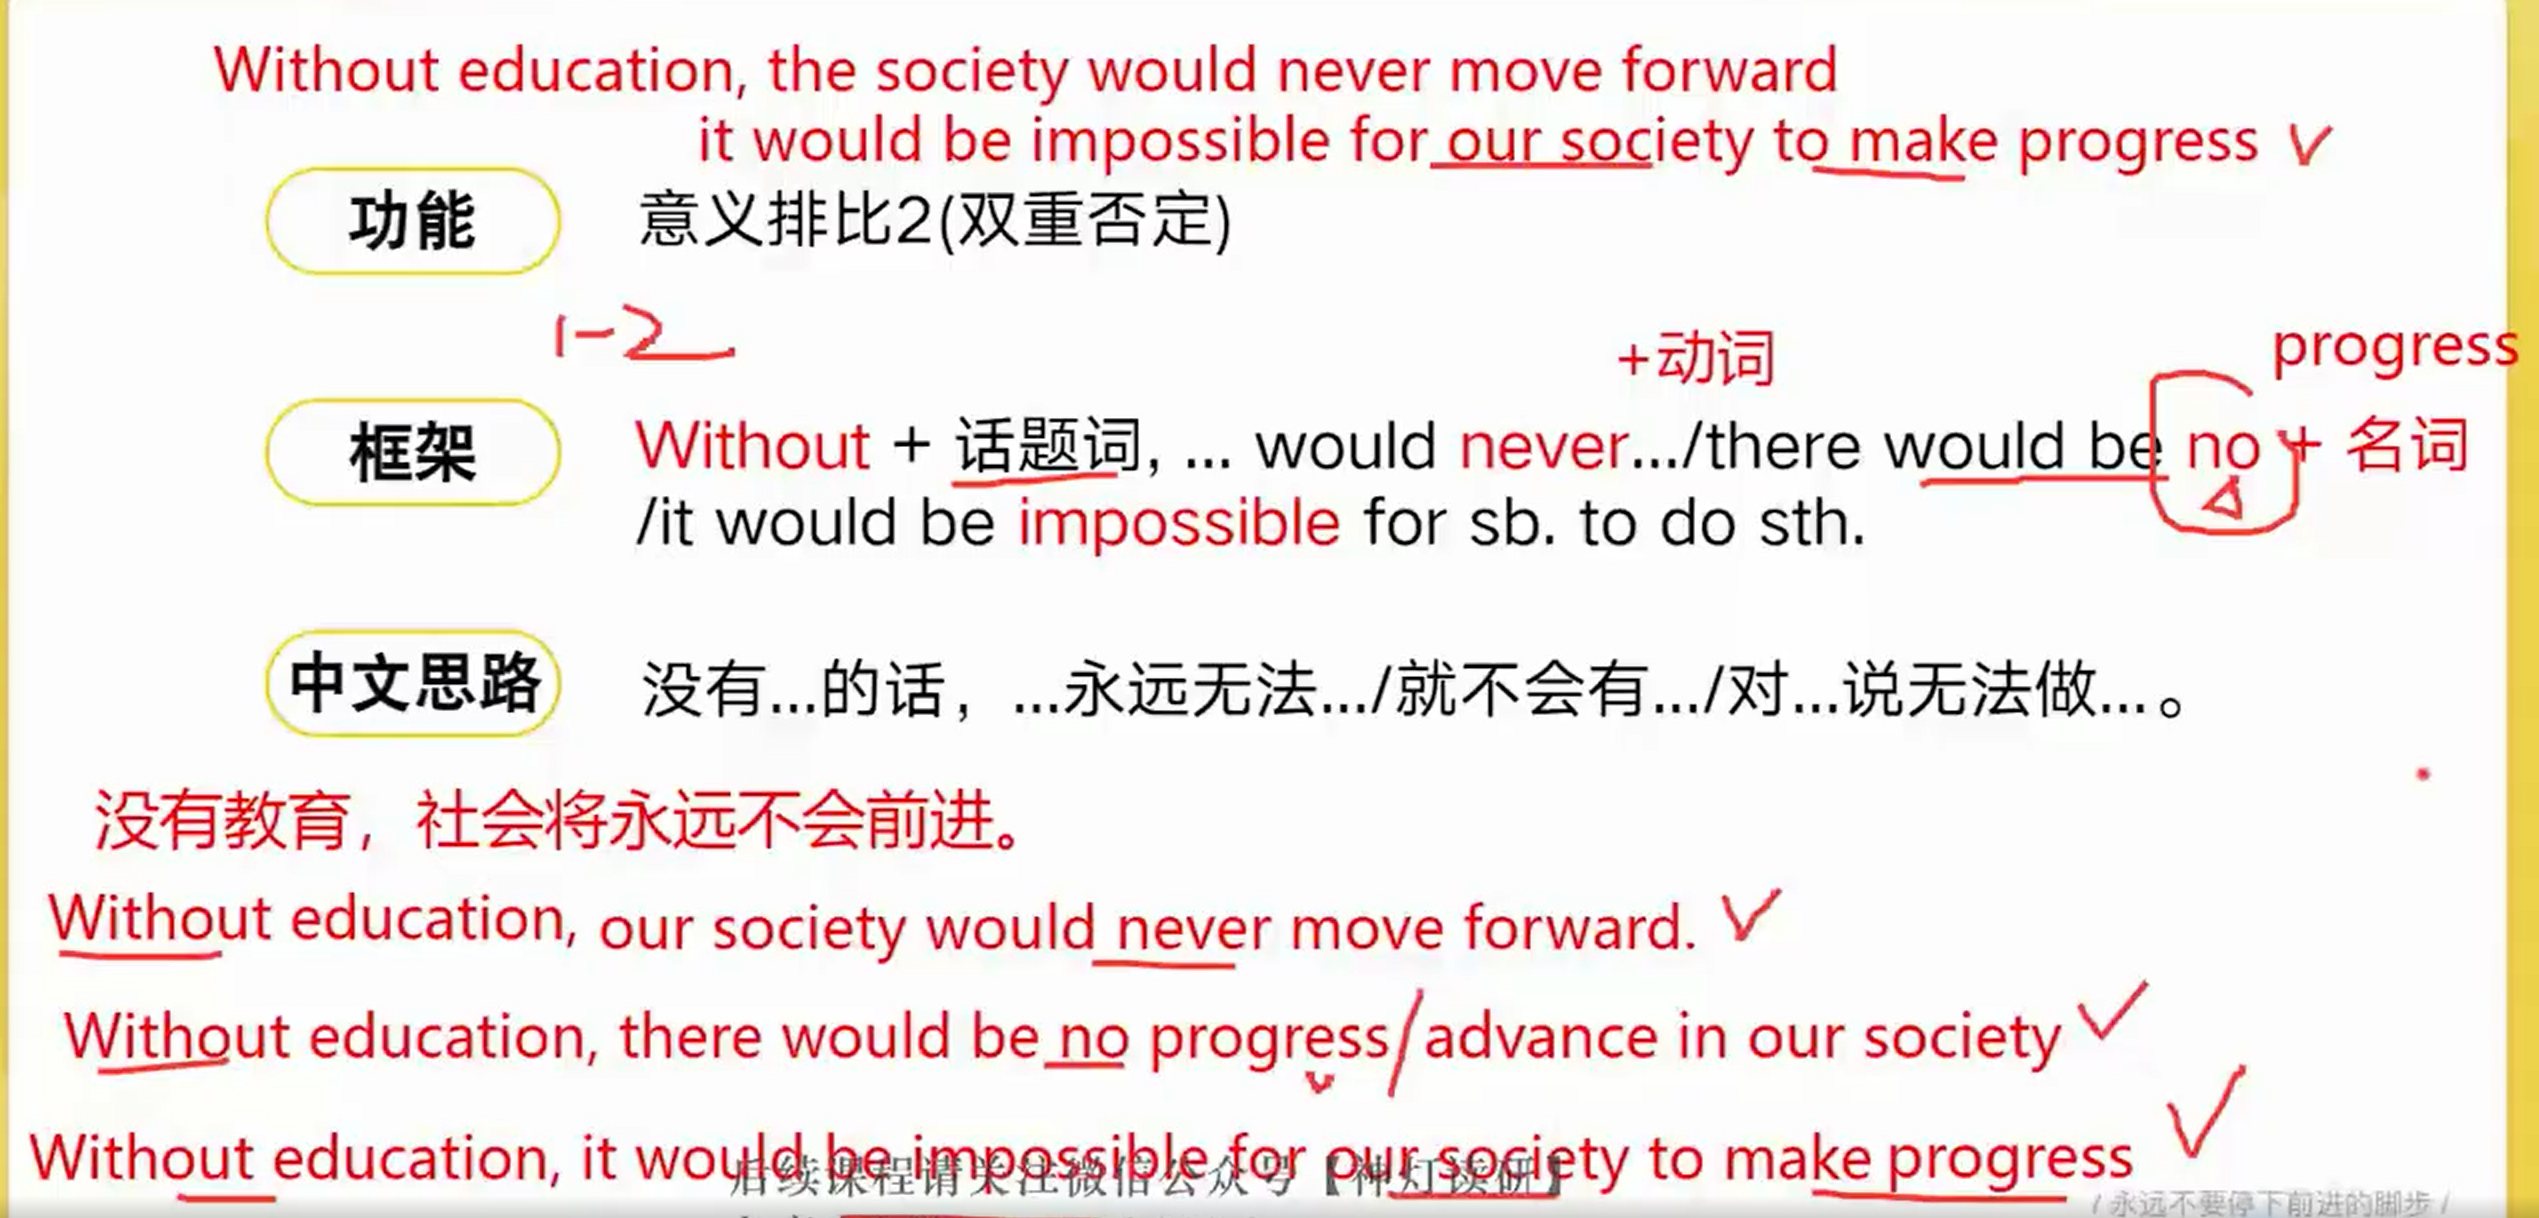 Without education, the society would never move forward
it would be impossible for our society to make progress
功能
意义排比2(双重否定)
1-2
+动词
progress
框架
Without + 话题词, ... would never.../there would be no + 名词
/it would be impossible for sb. to do sth.
中文思路
没有...的话，...永远无法.../就不会有.../对...说无法做...。
没有教育，社会将永远不会前进。
Without education, our society would never move forward.
Without education, there would be no progress/advance in our society
Without education, it would be impossible for our society to make progress
后续课程请关注微信公众号【神灯读研】
/ 永远不要停下前进的脚步 /